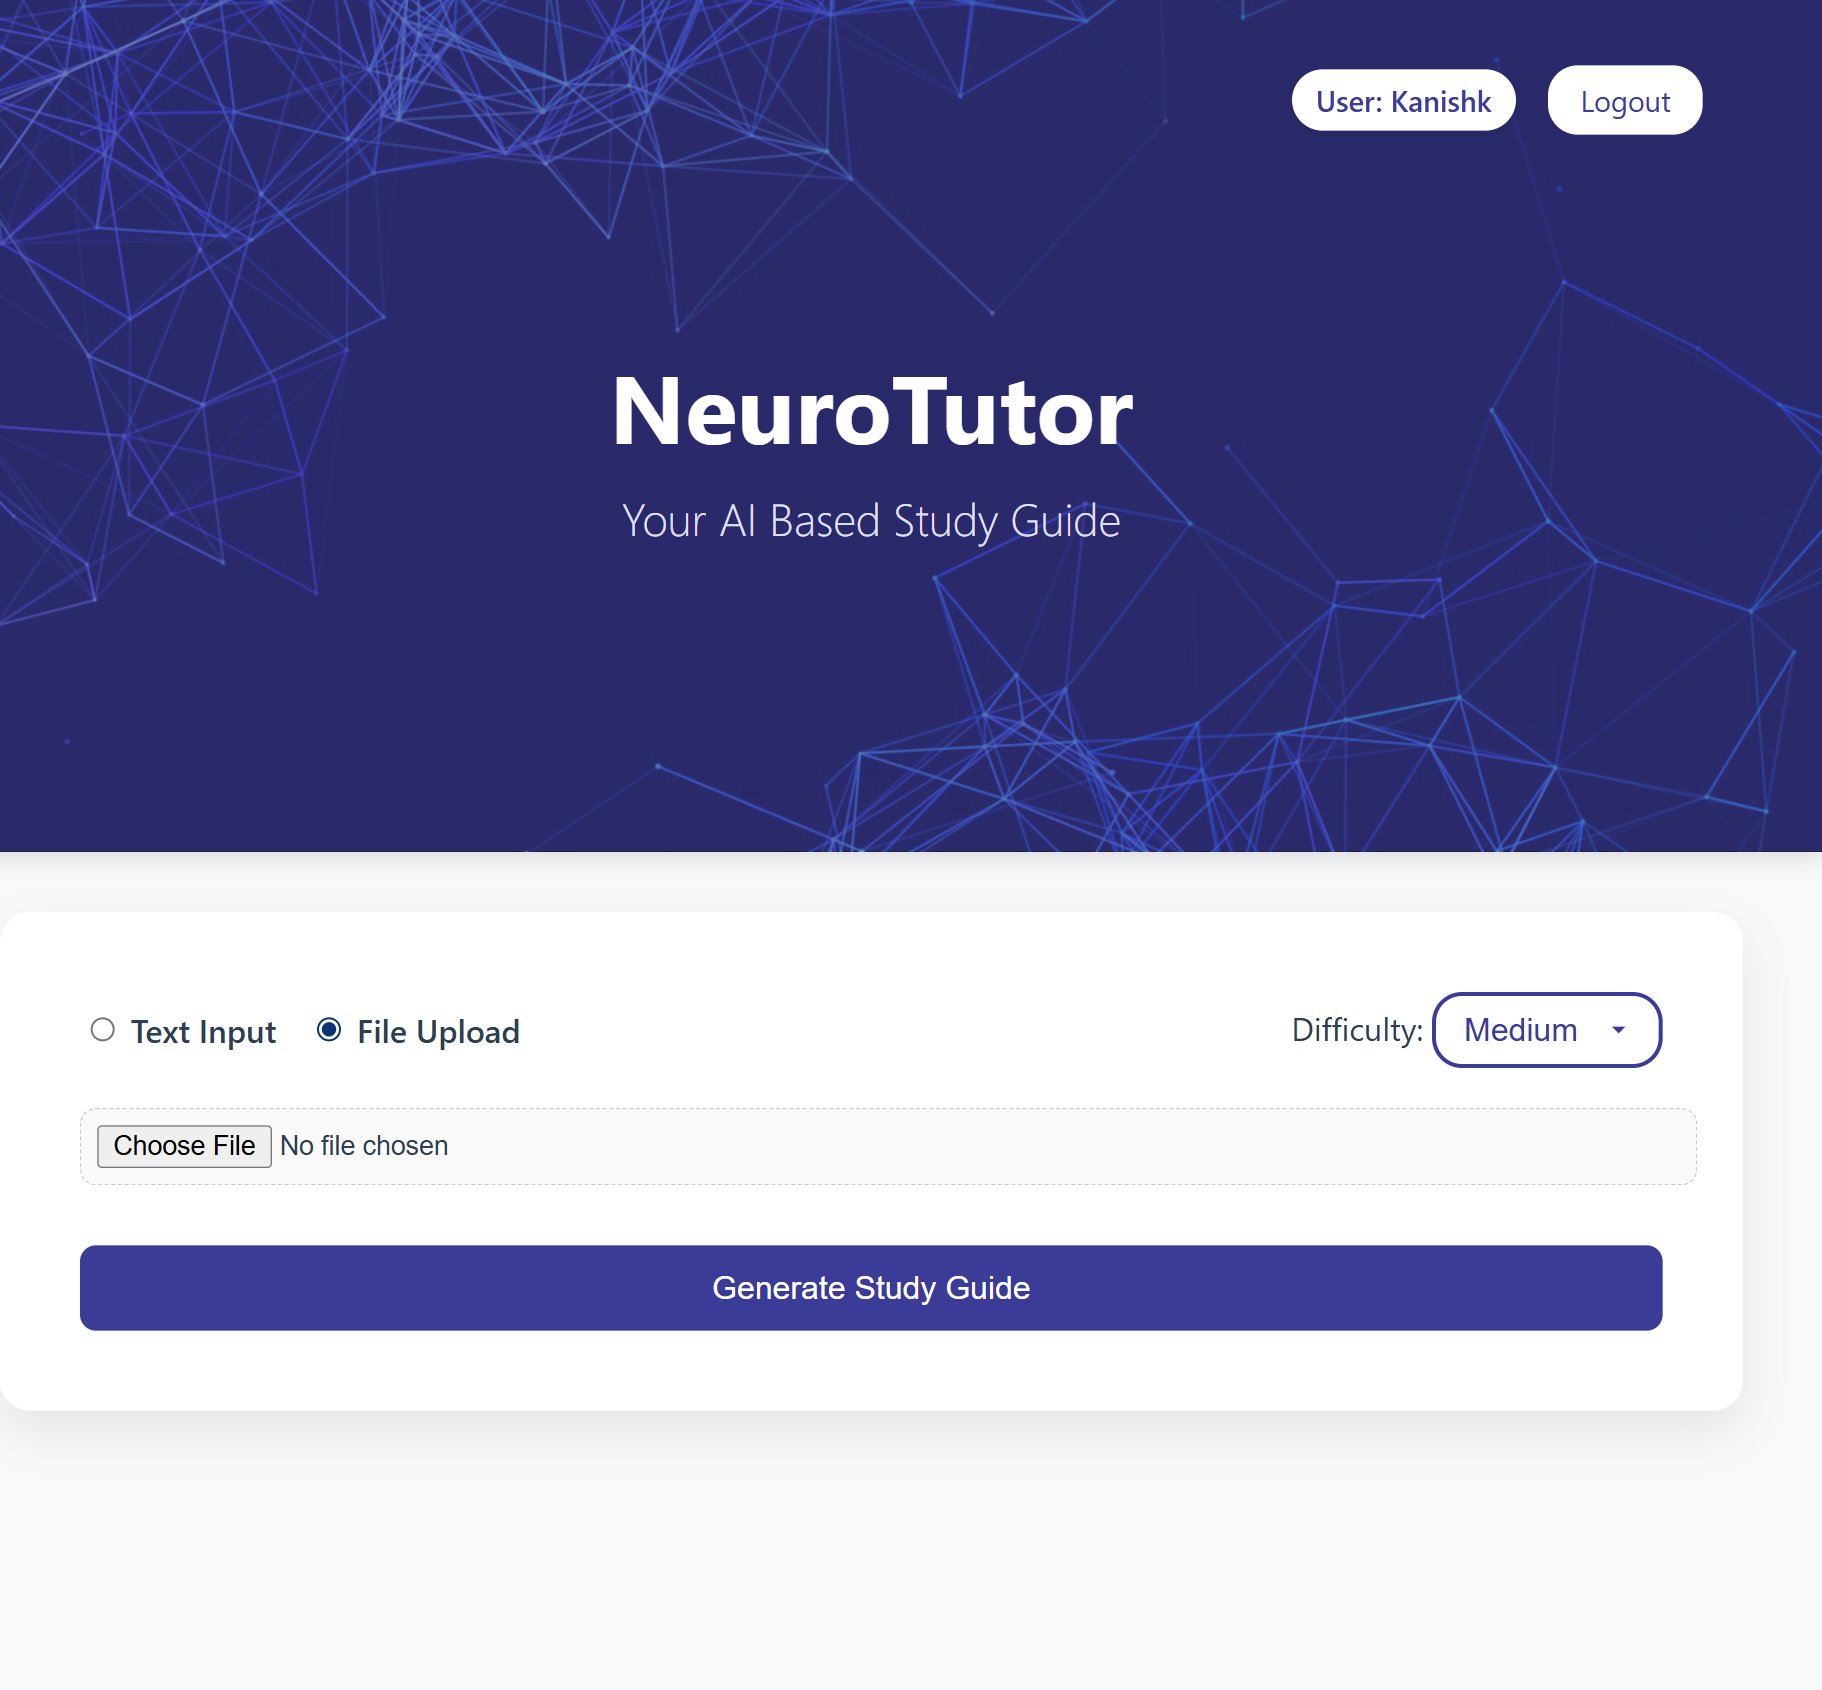 User: Kanishk Logout
NeuroTutor
Your AI Based Study Guide
Text Input File Upload Difficulty: Medium
Choose File No file chosen
Generate Study Guide